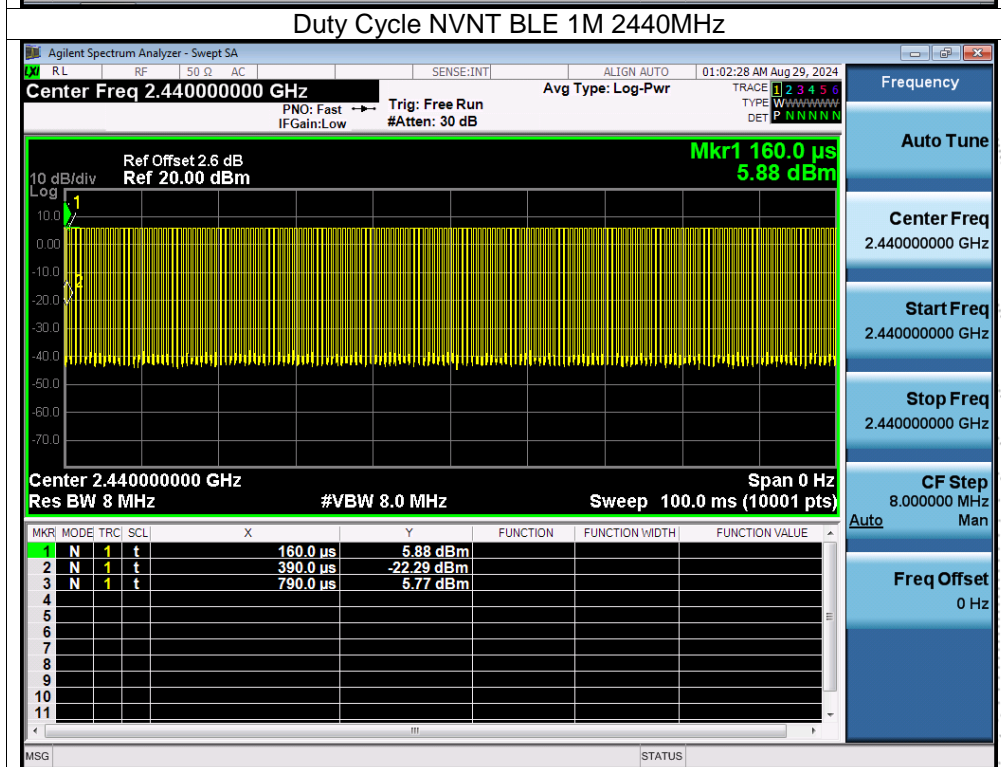 Duty Cycle NVNT BLE 1M 2440MHz
Agilent Spectrum Analyzer - Swept SA
LXI RL RF 50 Ω AC SENSE:INT ALIGN AUTO 01:02:28 AM Aug 29, 2024
Center Freq 2.440000000 GHz
PNO: Fast
IFGain:Low
Trig: Free Run
#Atten: 30 dB
Avg Type: Log-Pwr
TRACE 1 2 3 4 5 6
TYPE WWWWWWW
DET P N N N N N
Frequency
Auto Tune
Center Freq
2.440000000 GHz
Start Freq
2.440000000 GHz
Stop Freq
2.440000000 GHz
CF Step
8.000000 MHz
Auto Man
Freq Offset
0 Hz
Mkr1 160.0 µs
5.88 dBm
Ref Offset 2.6 dB
10 dB/div Ref 20.00 dBm
Log
1
10.0
0.00
-10.0
2
-20.0
-30.0
-40.0
-50.0
-60.0
-70.0
Center 2.440000000 GHz Span 0 Hz
Res BW 8 MHz #VBW 8.0 MHz Sweep 100.0 ms (10001 pts)
MKR MODE TRC SCL X Y FUNCTION FUNCTION WIDTH FUNCTION VALUE
1 N 1 t 160.0 µs 5.88 dBm
2 N 1 t 390.0 µs -22.29 dBm
3 N 1 t 790.0 µs 5.77 dBm
4
5
6
7
8
9
10
11
MSG STATUS